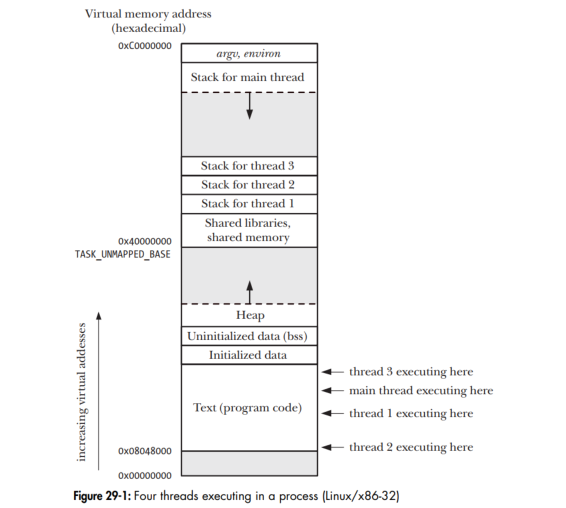 Virtual memory address
(hexadecimal)
0xC0000000
argv, environ
Stack for main thread
Stack for thread 3
Stack for thread 2
Stack for thread 1
Shared libraries,
shared memory
0x40000000
TASK_UNMAPPED_BASE
Heap
Uninitialized data (bss)
Initialized data
thread 3 executing here
main thread executing here
Text (program code)
thread 1 executing here
thread 2 executing here
0x08048000
0x00000000
increasing virtual addesses
Figure 29-1: Four threads executing in a process (Linux/x86-32)